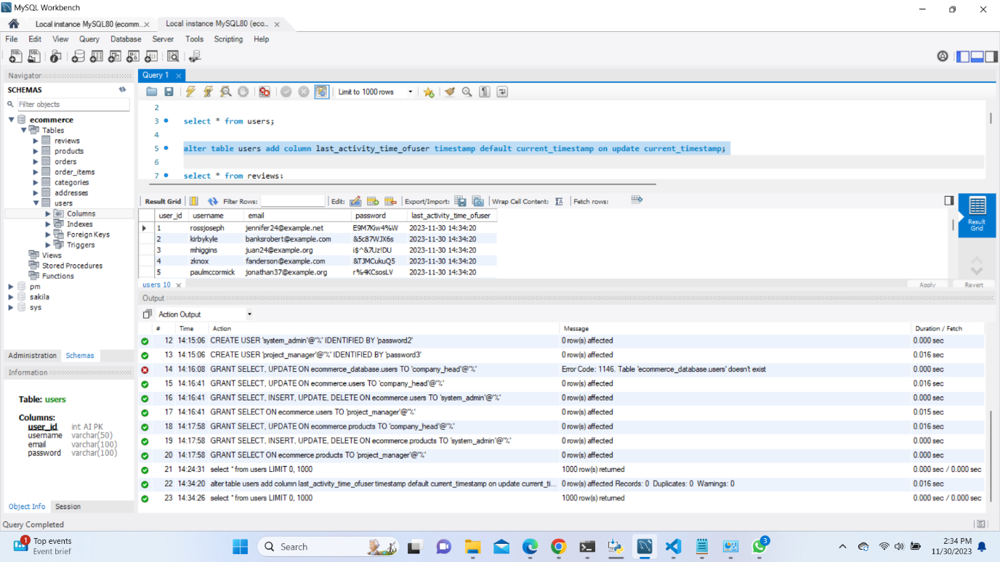 MySQL Workbench
Local instance MySQL80 (ecomm... Local instance MySQL80 (eco...
File Edit View Query Database Server Tools Scripting Help
Navigator
SCHEMAS
Filter objects
ecommerce
Tables
reviews
products
orders
order_items
categories
addresses
users
Columns
Indexes
Foreign Keys
Triggers
Views
Stored Procedures
Functions
pm
sakila
sys
Administration Schemas
Information
Table: users
Columns:
user_id int AI PK
username varchar(50)
email varchar(100)
password varchar(100)
Object Info Session
Query 1
Limit to 1000 rows
2
3 select * from users;
4
5 alter table users add column last_activity_time_ofuser timestamp default current_timestamp on update current_timestamp;
6
7 select * from reviews;
Result Grid Filter Rows: Edit: Export/Import: Wrap Cell Content: Fetch rows:
user_id username email password last_activity_time_ofuser
1 rossjoseph jennifer24@example.net E9M7Kiw4%W 2023-11-30 14:34:20
2 kirbykyle banksrobert@example.com &5c87WJX6s 2023-11-30 14:34:20
3 mhiggins juan24@example.org i$^&7Uz!DU 2023-11-30 14:34:20
4 zknox fanderson@example.com &TJMCukuQ5 2023-11-30 14:34:20
5 paulmccormick jonathan37@example.org r%4KCsosLV 2023-11-30 14:34:20
Result Grid
users 10 Apply Revert
Output
Action Output
# Time Action Message Duration / Fetch
12 14:15:06 CREATE USER 'system_admin'@'%' IDENTIFIED BY 'password2' 0 row(s) affected 0.000 sec
13 14:15:06 CREATE USER 'project_manager'@'%' IDENTIFIED BY 'password3' 0 row(s) affected 0.016 sec
14 14:16:08 GRANT SELECT, UPDATE ON ecommerce_database.users TO 'company_head'@'%' Error Code: 1146. Table 'ecommerce_database.users' doesn't exist 0.000 sec
15 14:16:41 GRANT SELECT, UPDATE ON ecommerce.users TO 'company_head'@'%' 0 row(s) affected 0.016 sec
16 14:16:41 GRANT SELECT, INSERT, UPDATE, DELETE ON ecommerce.users TO 'system_admin'@'%' 0 row(s) affected 0.000 sec
17 14:16:41 GRANT SELECT ON ecommerce.users TO 'project_manager'@'%' 0 row(s) affected 0.015 sec
18 14:17:58 GRANT SELECT, UPDATE ON ecommerce.products TO 'company_head'@'%' 0 row(s) affected 0.016 sec
19 14:17:58 GRANT SELECT, INSERT, UPDATE, DELETE ON ecommerce.products TO 'system_admin'@'%' 0 row(s) affected 0.000 sec
20 14:17:58 GRANT SELECT ON ecommerce.products TO 'project_manager'@'%' 0 row(s) affected 0.000 sec
21 14:24:31 select * from users LIMIT 0, 1000 1000 row(s) returned 0.000 sec / 0.000 sec
22 14:34:20 alter table users add column last_activity_time_ofuser timestamp default current_timestamp on update current_ti... 0 row(s) affected Records: 0 Duplicates: 0 Warnings: 0 0.016 sec
23 14:34:26 select * from users LIMIT 0, 1000 1000 row(s) returned 0.000 sec / 0.000 sec
Query Completed
1 Top events
Event brief
Search
3
2:34 PM
11/30/2023